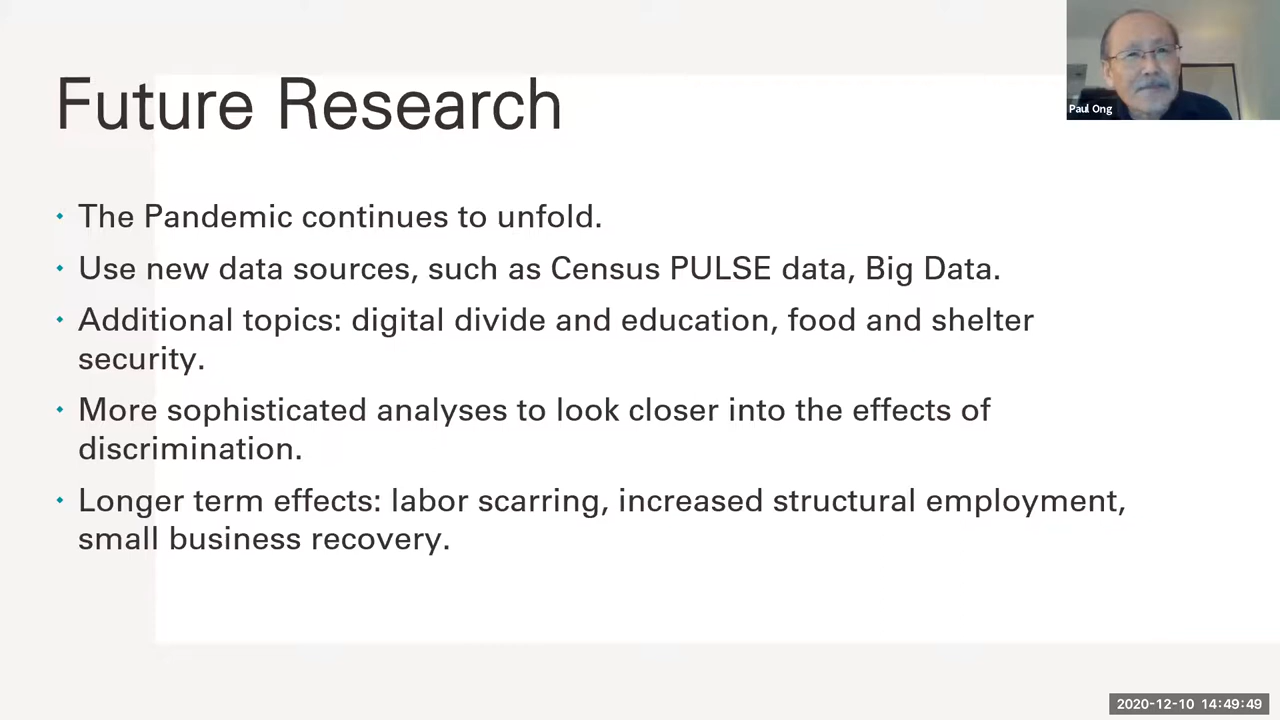 Future Research
Paul Ong
• The Pandemic continues to unfold.
• Use new data sources, such as Census PULSE data, Big Data.
• Additional topics: digital divide and education, food and shelter
security.
• More sophisticated analyses to look closer into the effects of
discrimination.
• Longer term effects: labor scarring, increased structural employment,
small business recovery.
2020-12-10 14:49:49